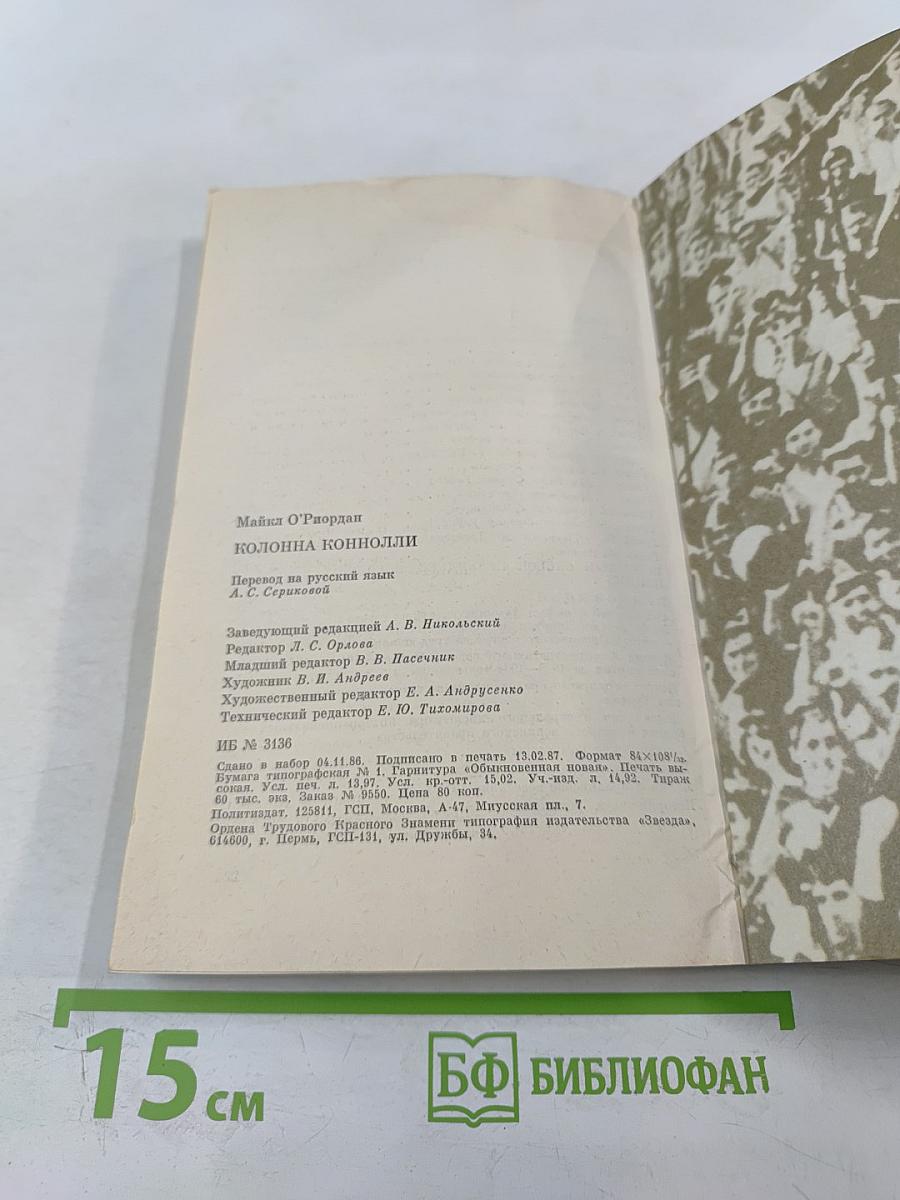 Майкл О'Риордан
КОЛОННА КОННОЛЛИ
Перевод на русский язык
А. С. Сериковой
Заведующий редакцией А. В. Никольский
Редактор Л. С. Орлова
Младший редактор В. В. Пасечник
Художник В. И. Андреев
Художественный редактор Е. А. Андрусенко
Технический редактор Е. Ю. Тихомирова
ИБ № 3136
Сдано в набор 04.11.86. Подписано в печать 13.02.87. Формат 84×108¹/₃₂.
Бумага типографская № 1. Гарнитура «Обыкновенная новая». Печать вы-
сокая. Усл. печ. л. 13,97. Усл. кр.-отт. 15,02. Уч.-изд. л. 14,92. Тираж
60 тыс. экз. Заказ № 9550. Цена 80 коп.
Политиздат. 125811, ГСП, Москва, А-47, Миусская пл., 7.
Ордена Трудового Красного Знамени типография издательства «Звезда»,
614600, г. Пермь, ГСП-131, ул. Дружбы, 34.
15 см
БФ БИБЛИОФАН